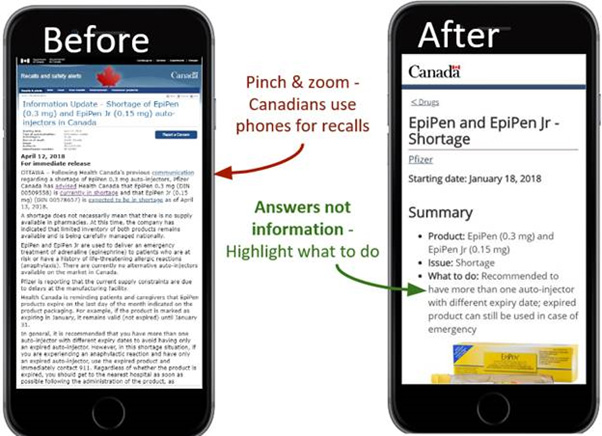 Before
Recalls and safety alerts
Canada
Information Update - Shortage of EpiPen
(0.3 mg) and EpiPen Jr (0.15 mg) auto-
injectors in Canada
April 12, 2018
For immediate release
OTTAWA - Following Health Canada's previous communication
regarding a shortage of EpiPen 0.3 mg auto-injectors, Pfizer
Canada has advised Health Canada that EpiPen 0.3 mg (DIN
00509558) is currently in shortage and that EpiPen Jr (0.15
mg) (DIN 00578657) is expected to be in shortage as of April
13, 2018.
A shortage does not necessarily mean that there is no supply
available in pharmacies. At this time, the company has
indicated that limited inventory of both products remains
available and is being carefully managed nationally.
EpiPen and EpiPen Jr are used to deliver an emergency
treatment of adrenaline (epinephrine) to patients who are at
risk or have a history of life-threatening allergic reactions
(anaphylaxis). There are currently no alternative auto-injectors
available on the market in Canada.
Pfizer is reporting that the current supply constraints are due
to delays at the manufacturing facility.
Health Canada is reminding patients and caregivers that EpiPen
products expire on the last day of the month indicated on the
product packaging. For example, if the product is marked as
expiring in January, it remains valid (not expired) until January
31.
In general, it is recommended that you have more than one
auto-injector with different expiry dates to avoid having only
an expired auto-injector. However, in this shortage situation, if
you are experiencing an anaphylactic reaction and have only
an expired auto-injector, use the expired product and
immediately contact 911. Regardless of whether the product is
expired, you should get to the nearest hospital as soon as
possible following the administration of the product, as
Pinch & zoom -
Canadians use
phones for recalls
Answers not
information -
Highlight what to do
After
Canada
< Drugs
EpiPen and EpiPen Jr -
Shortage
Pfizer
Starting date: January 18, 2018
Summary
• Product: EpiPen (0.3 mg) and
EpiPen Jr (0.15 mg)
• Issue: Shortage
• What to do: Recommended to
have more than one auto-injector
with different expiry date; expired
product can still be used in case of
emergency
EPIPEN